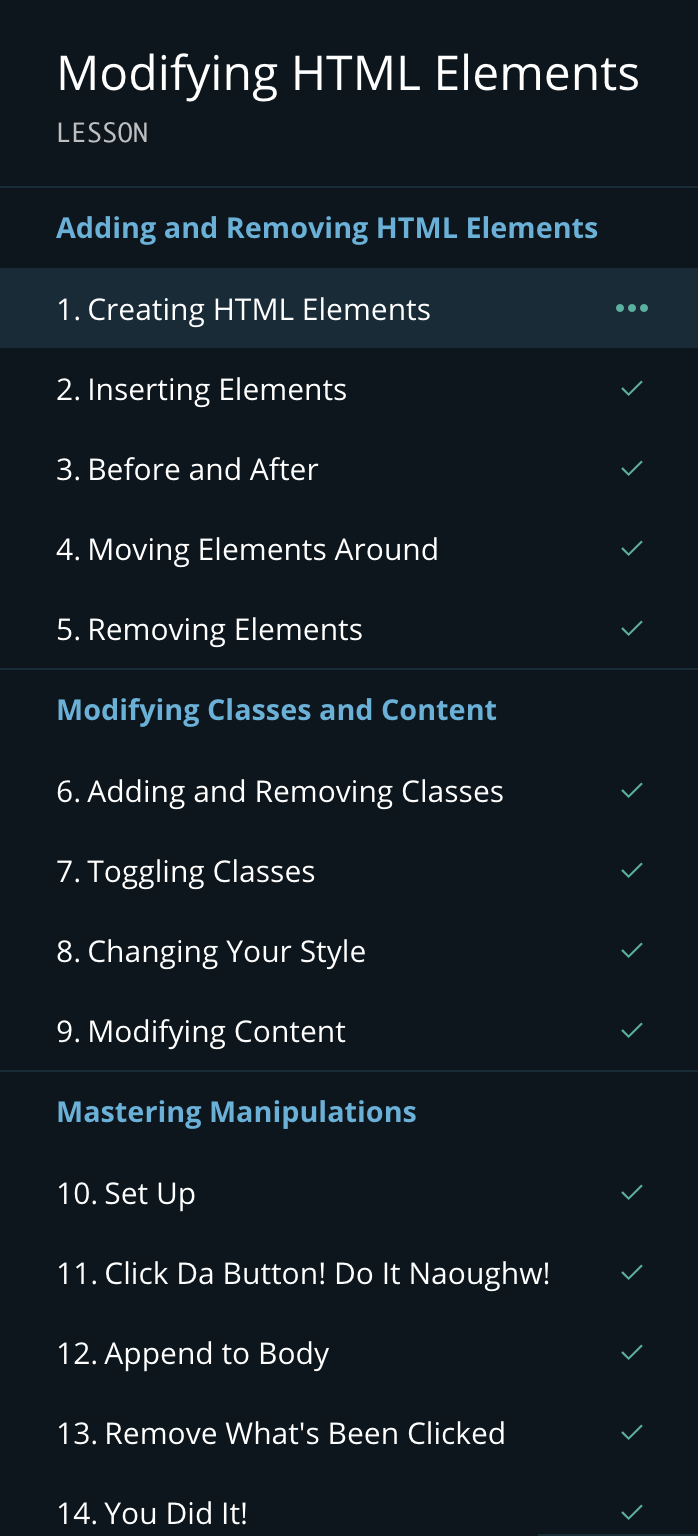 Modifying HTML Elements
LESSON
Adding and Removing HTML Elements
1. Creating HTML Elements
2. Inserting Elements
3. Before and After
4. Moving Elements Around
5. Removing Elements
Modifying Classes and Content
6. Adding and Removing Classes
7. Toggling Classes
8. Changing Your Style
9. Modifying Content
Mastering Manipulations
10. Set Up
11. Click Da Button! Do It Naoughw!
12. Append to Body
13. Remove What's Been Clicked
14. You Did It!